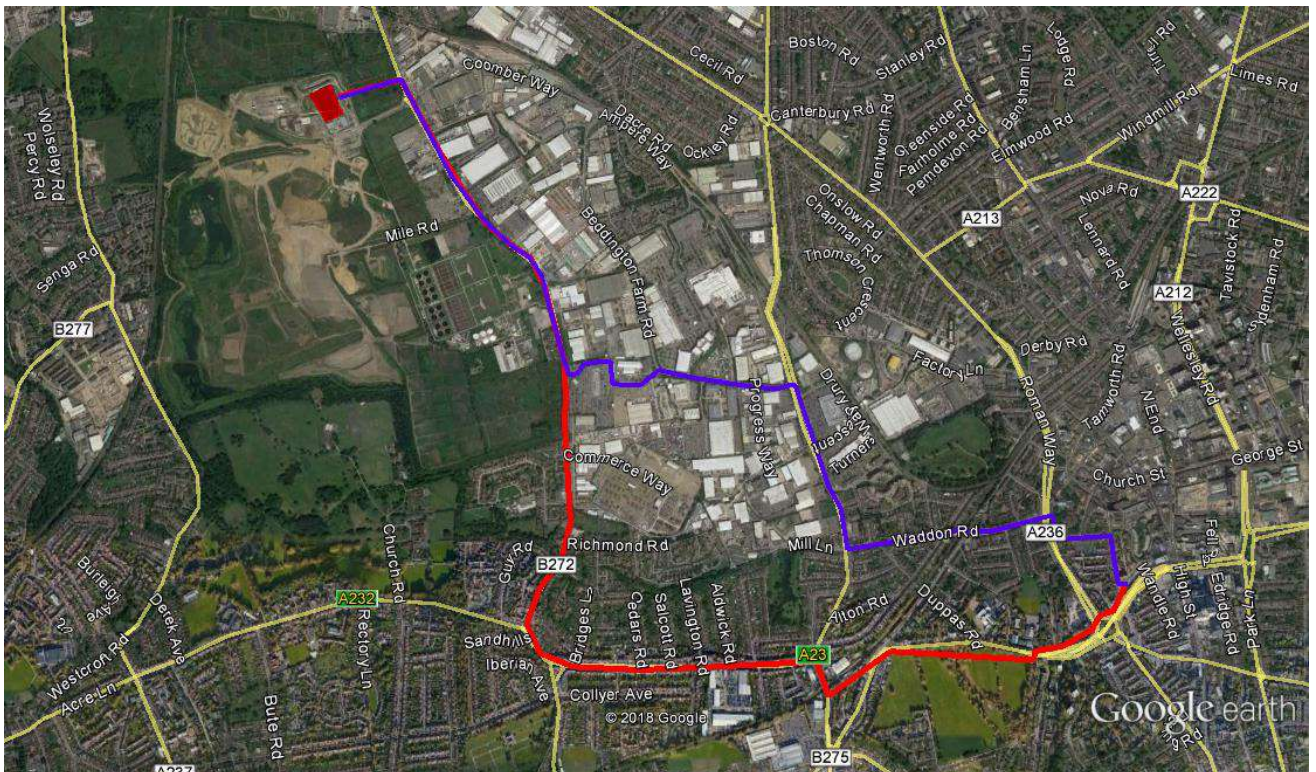 Coomber Way
Cecil Rd
Boston Rd
Stanley Rd
Lodge Rd
Limes Rd
Bensham Ln
Windmill Rd
Canterbury Rd
Dacre Rd
Ampere Way
Ockley Rd
Wentworth Rd
Greenside Rd
Fairholme Rd
Pemdevon Rd
Elmwood Rd
Woseley Rd
Percy Rd
Nova Rd
A222
A213
Onslow Rd
Chapman Rd
Lennard Rd
Tavistock Rd
Mile Rd
Beddington Farm Rd
Thomson Crescent
Senga Rd
A212
B277
Wellesley Rd
Derby Rd
Factory Ln
Tamworth Rd
N End
Roman Way
Drury Crescent
Turner Way
Progress Way
George St
Commerce Way
Church St
Waddon Rd
A236
Mill Ln
Richmond Rd
Guy Rd
B272
Church Rd
Fell Rd
Wandle Rd
High St
Edridge Rd
Park Ln
A232
Derek Ave
Rectory Ln
Sandhills
Bridges L
Cedars Rd
Salcott Rd
Lavington Rd
Aldwick Rd
Alton Rd
Duppas Rd
A23
Westcroft Rd
Acre Ln
Iberian Ave
Collyer Ave
Bute Rd
© 2018 Google
Google earth
B275
A237